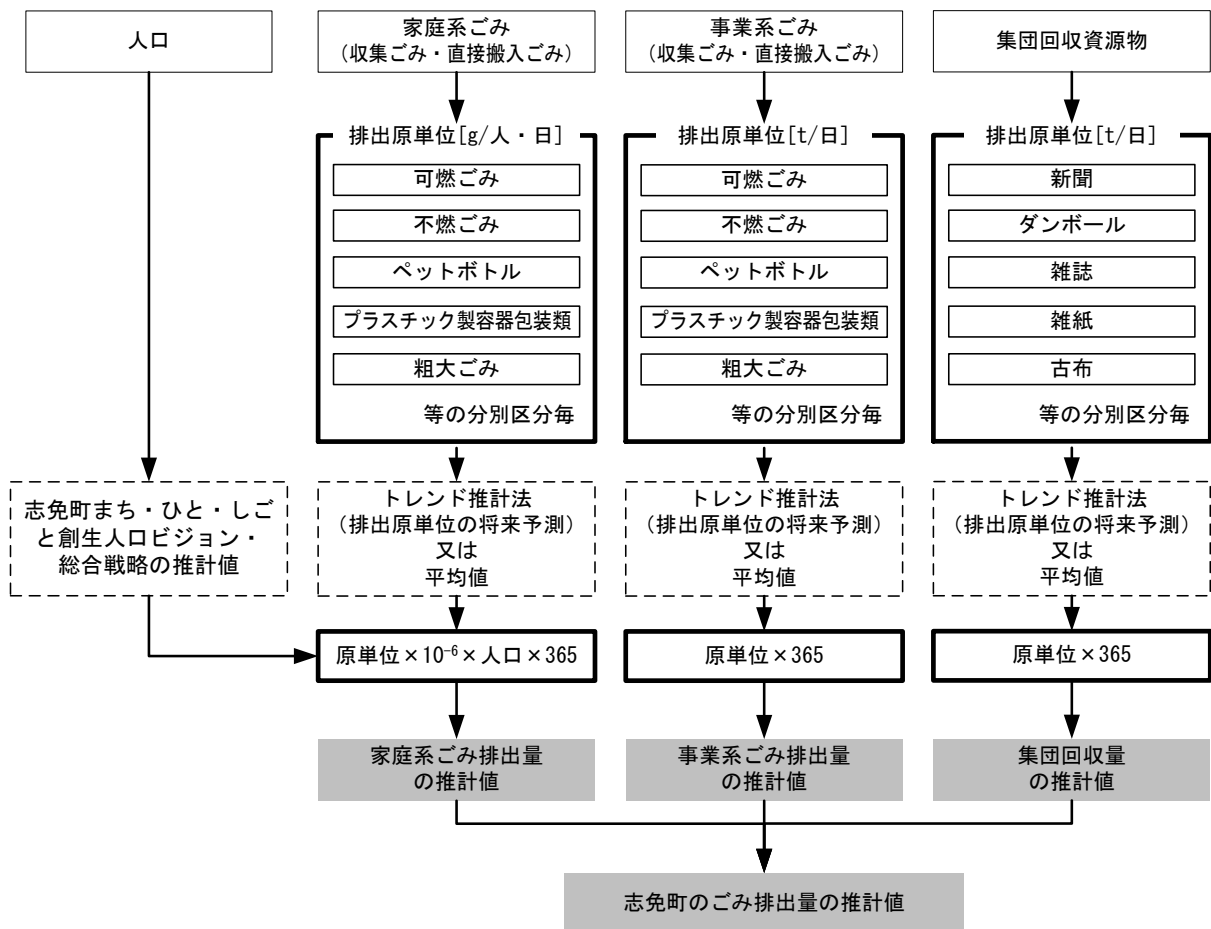 人口
家庭系ごみ
（収集ごみ・直接搬入ごみ）
事業系ごみ
（収集ごみ・直接搬入ごみ）
集団回収資源物
排出原単位[g/人・日]
可燃ごみ
不燃ごみ
ペットボトル
プラスチック製容器包装類
粗大ごみ
等の分別区分毎
排出原単位[t/日]
可燃ごみ
不燃ごみ
ペットボトル
プラスチック製容器包装類
粗大ごみ
等の分別区分毎
排出原単位[t/日]
新聞
ダンボール
雑誌
雑紙
古布
等の分別区分毎
志免町まち・ひと・しご
と創生人口ビジョン・
総合戦略の推計値
トレンド推計法
（排出原単位の将来予測）
又は
平均値
トレンド推計法
（排出原単位の将来予測）
又は
平均値
トレンド推計法
（排出原単位の将来予測）
又は
平均値
原単位×10⁻⁶×人口×365
原単位×365
原単位×365
家庭系ごみ排出量
の推計値
事業系ごみ排出量
の推計値
集団回収量
の推計値
志免町のごみ排出量の推計値